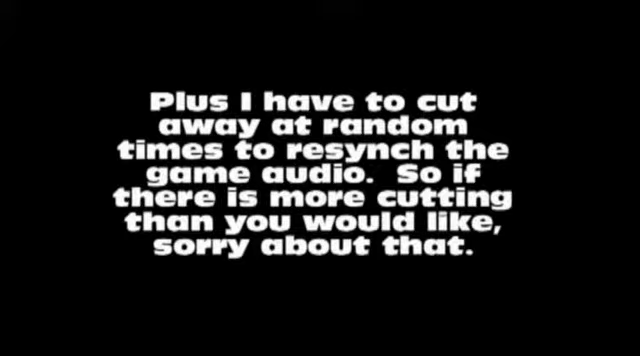 Plus I have to cut
away at random
times to resynch the
game audio.  So if
there is more cutting
than you would like,
sorry about that.